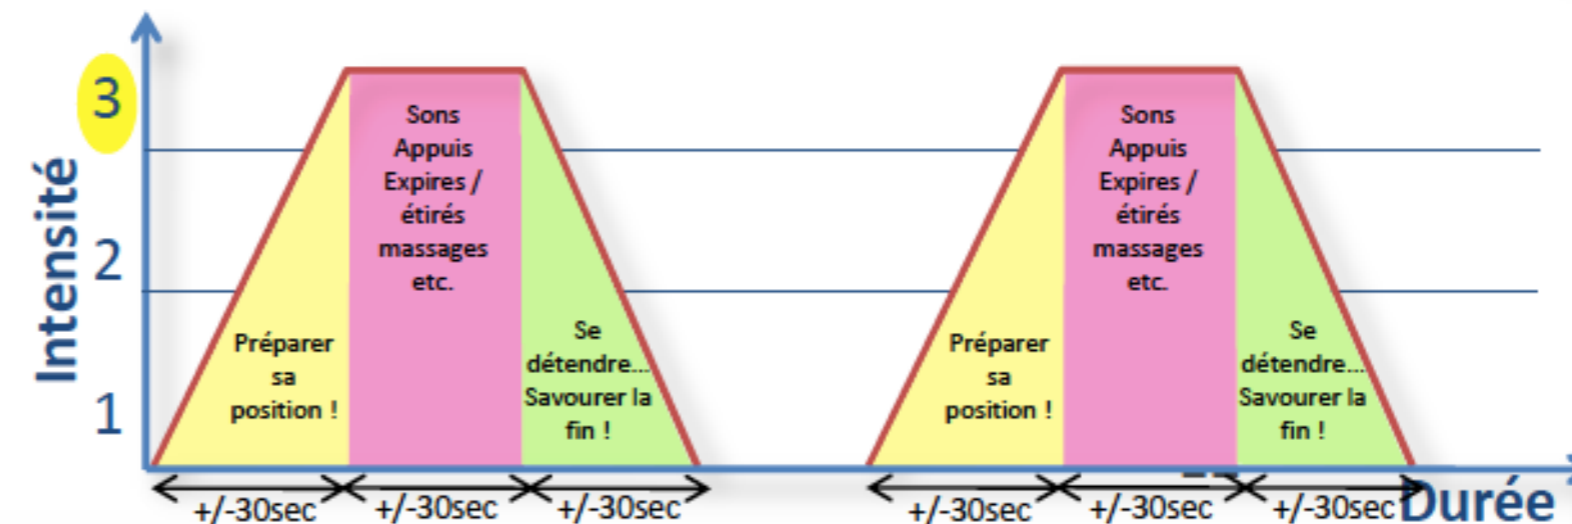 Intensité
3
2
1
Sons
Appuis
Expires /
étirés
massages
etc.
Préparer
sa
position !
Se
détendre...
Savourer la
fin !
Sons
Appuis
Expires /
étirés
massages
etc.
Préparer
sa
position !
Se
détendre...
Savourer la
fin !
+/-30sec
+/-30sec
+/-30sec
+/-30sec
+/-30sec
+/-30sec
Durée